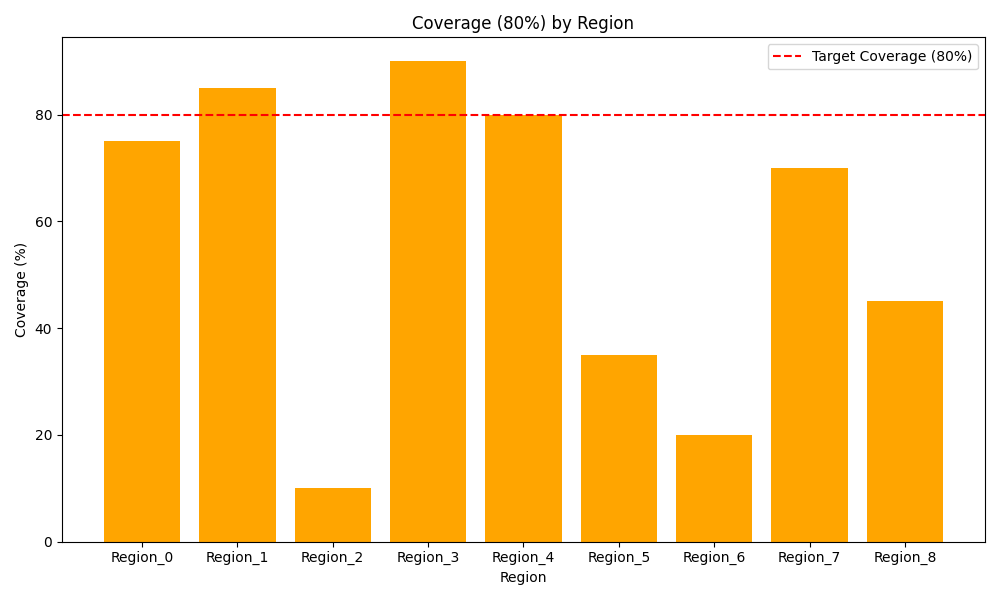 Coverage (80%) by Region
Target Coverage (80%)
Coverage (%)
80
60
40
20
0
Region_0 Region_1 Region_2 Region_3 Region_4 Region_5 Region_6 Region_7 Region_8
Region